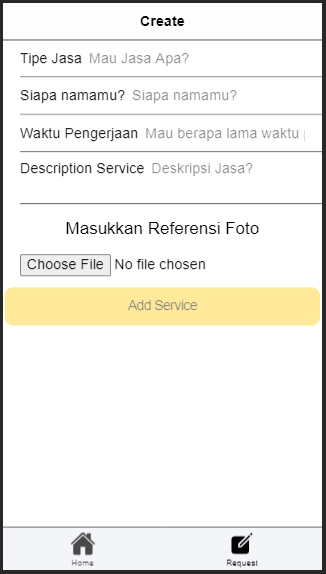 Create
Tipe Jasa Mau Jasa Apa?
Siapa namamu? Siapa namamu?
Waktu Pengerjaan Mau berapa lama waktu
Description Service Deskripsi Jasa?
Masukkan Referensi Foto
Choose File No file chosen
Add Service
Home Request